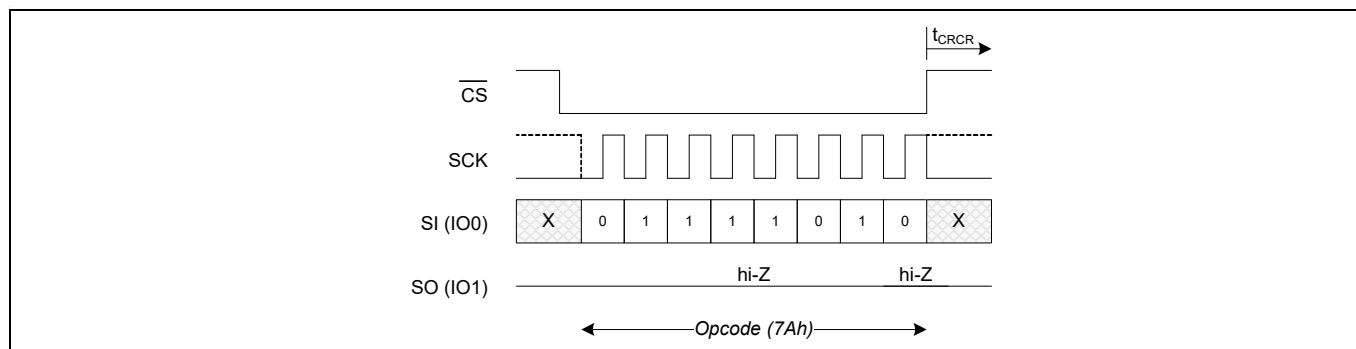 tCRCR
CS
SCK
SI (IO0) X 0 1 1 1 1 0 1 0 X
hi-Z hi-Z
SO (IO1)
Opcode (7Ah)